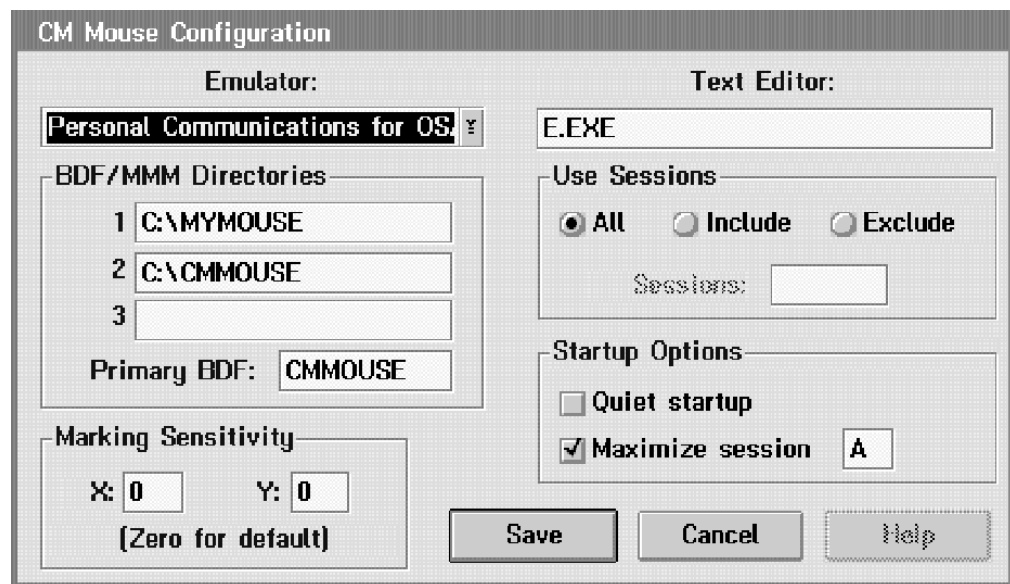 CM Mouse Configuration
Emulator:
Personal Communications for OS/
BDF/MMM Directories
1 C:\MYMOUSE
2 C:\CMMOUSE
3
Primary BDF: CMMOUSE
Marking Sensitivity
X: 0 Y: 0
(Zero for default)
Text Editor:
E.EXE
Use Sessions
All Include Exclude
Sessions:
Startup Options
Quiet startup
Maximize session A
Save Cancel Help